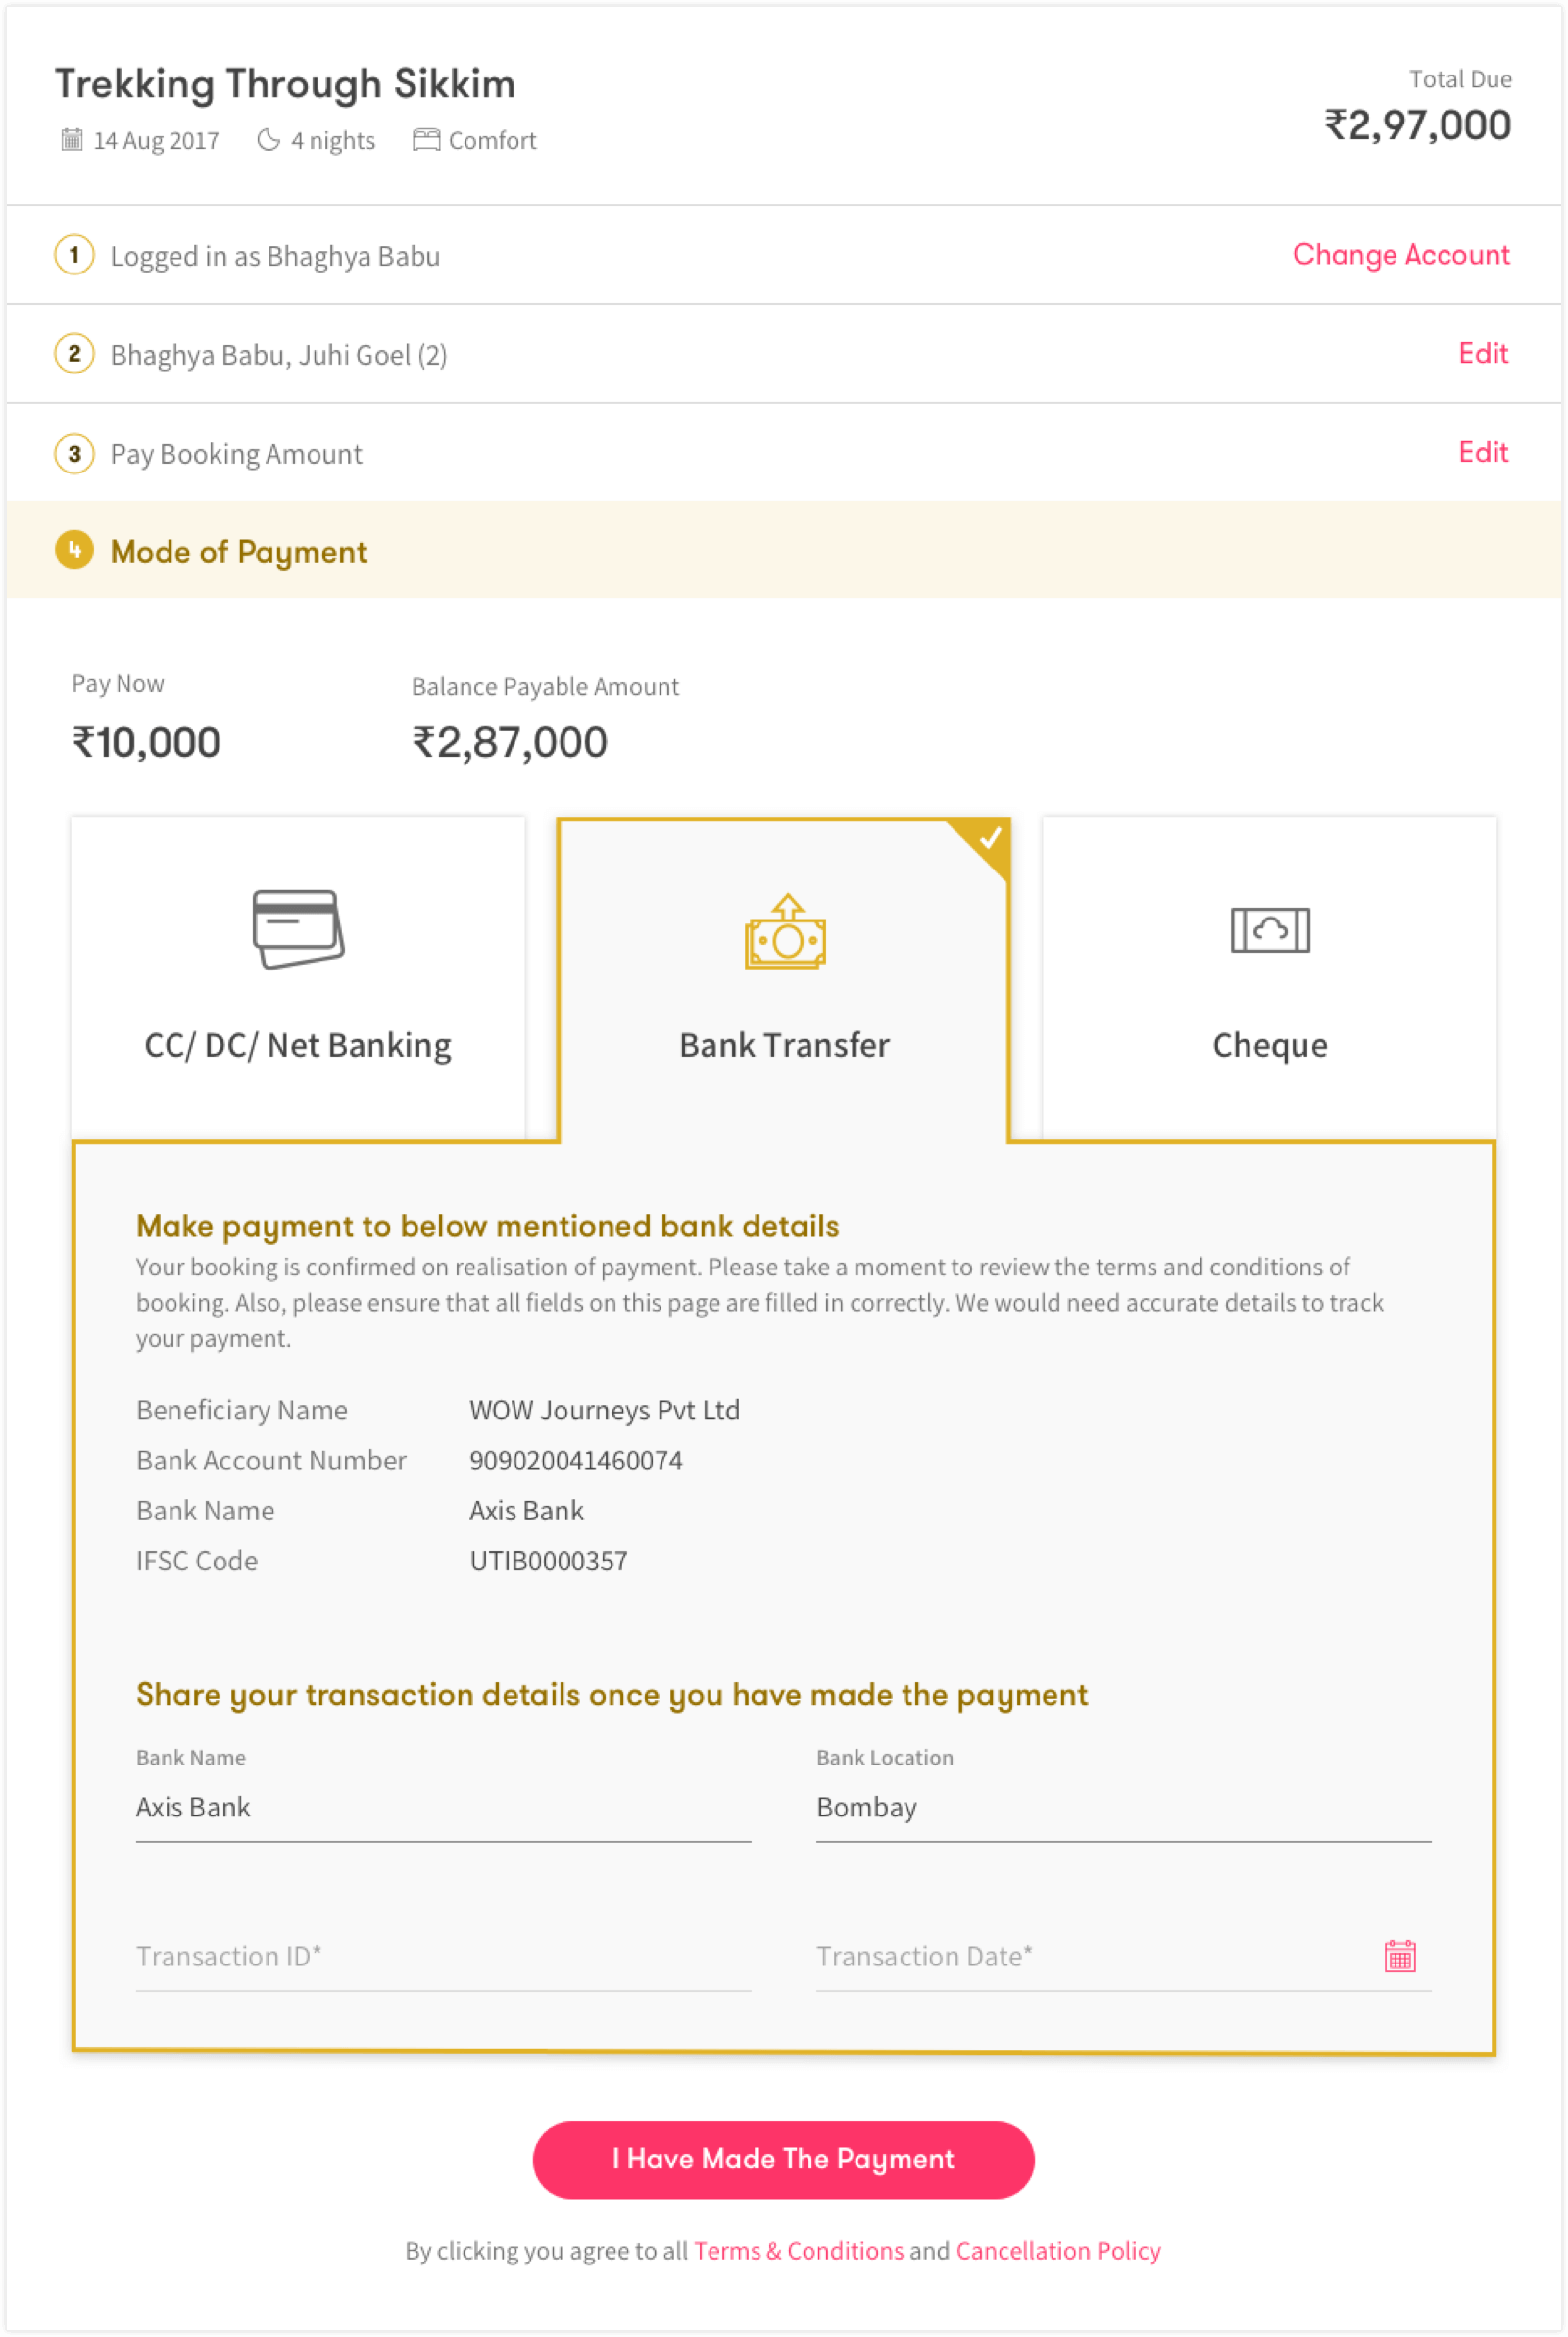 Trekking Through Sikkim
Total Due
14 Aug 2017 4 nights Comfort
₹2,97,000
1 Logged in as Bhaghya Babu Change Account
2 Bhaghya Babu, Juhi Goel (2) Edit
3 Pay Booking Amount Edit
4 Mode of Payment
Pay Now Balance Payable Amount
₹10,000 ₹2,87,000
CC/ DC/ Net Banking Bank Transfer Cheque
Make payment to below mentioned bank details
Your booking is confirmed on realisation of payment. Please take a moment to review the terms and conditions of
booking. Also, please ensure that all fields on this page are filled in correctly. We would need accurate details to track
your payment.
Beneficiary Name WOW Journeys Pvt Ltd
Bank Account Number 909020041460074
Bank Name Axis Bank
IFSC Code UTIB0000357
Share your transaction details once you have made the payment
Bank Name Bank Location
Axis Bank Bombay
Transaction ID* Transaction Date*
I Have Made The Payment
By clicking you agree to all Terms & Conditions and Cancellation Policy